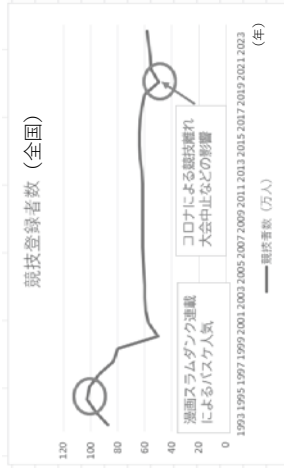 競技登録者数（全国）
120
100
80
60
40
20
0
漫画スラムダンク連載
によるバスケ人気
コロナによる競技離れ
大会中止などの影響
1993 1995 1997 1999 2001 2003 2005 2007 2009 2011 2013 2015 2017 2019 2021 2023
（年）
競技者数（万人）